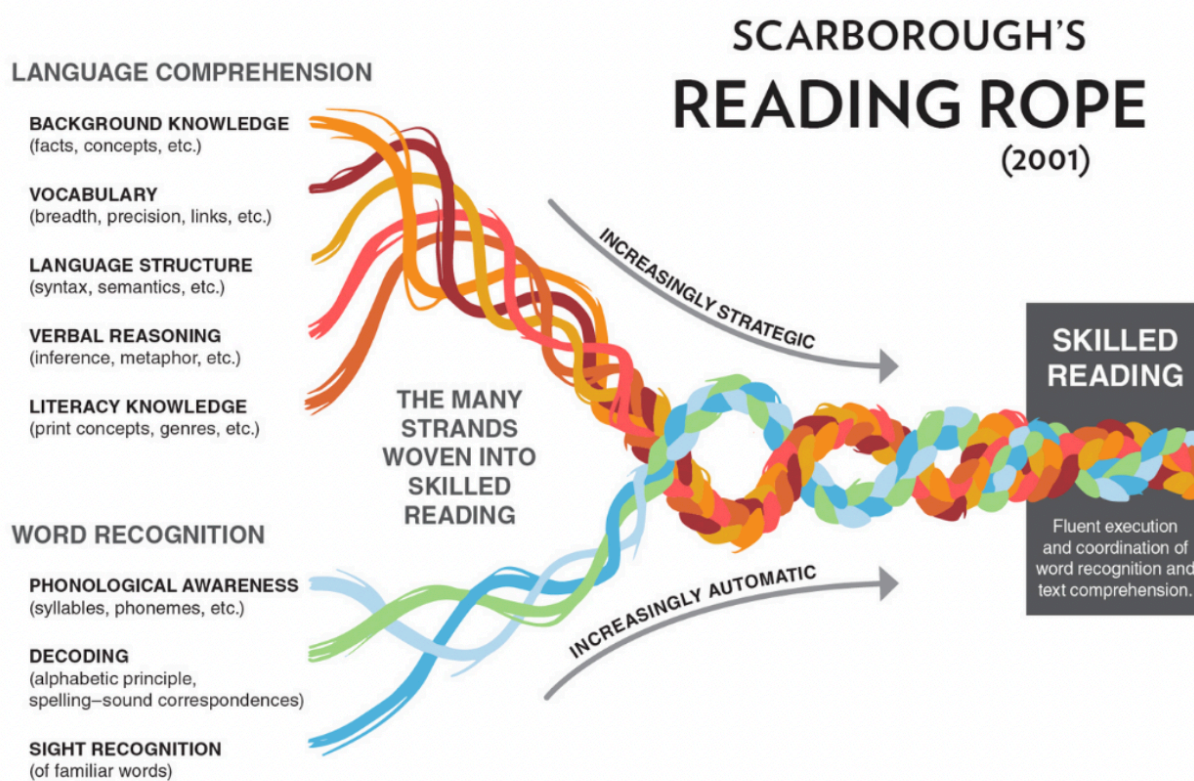 SCARBOROUGH'S
READING ROPE
(2001)
LANGUAGE COMPREHENSION
BACKGROUND KNOWLEDGE
(facts, concepts, etc.)
VOCABULARY
(breadth, precision, links, etc.)
LANGUAGE STRUCTURE
(syntax, semantics, etc.)
VERBAL REASONING
(inference, metaphor, etc.)
LITERACY KNOWLEDGE
(print concepts, genres, etc.)
WORD RECOGNITION
PHONOLOGICAL AWARENESS
(syllables, phonemes, etc.)
DECODING
(alphabetic principle,
spelling–sound correspondences)
SIGHT RECOGNITION
(of familiar words)
THE MANY
STRANDS
WOVEN INTO
SKILLED
READING
INCREASINGLY STRATEGIC
INCREASINGLY AUTOMATIC
SKILLED
READING
Fluent execution
and coordination of
word recognition and
text comprehension.